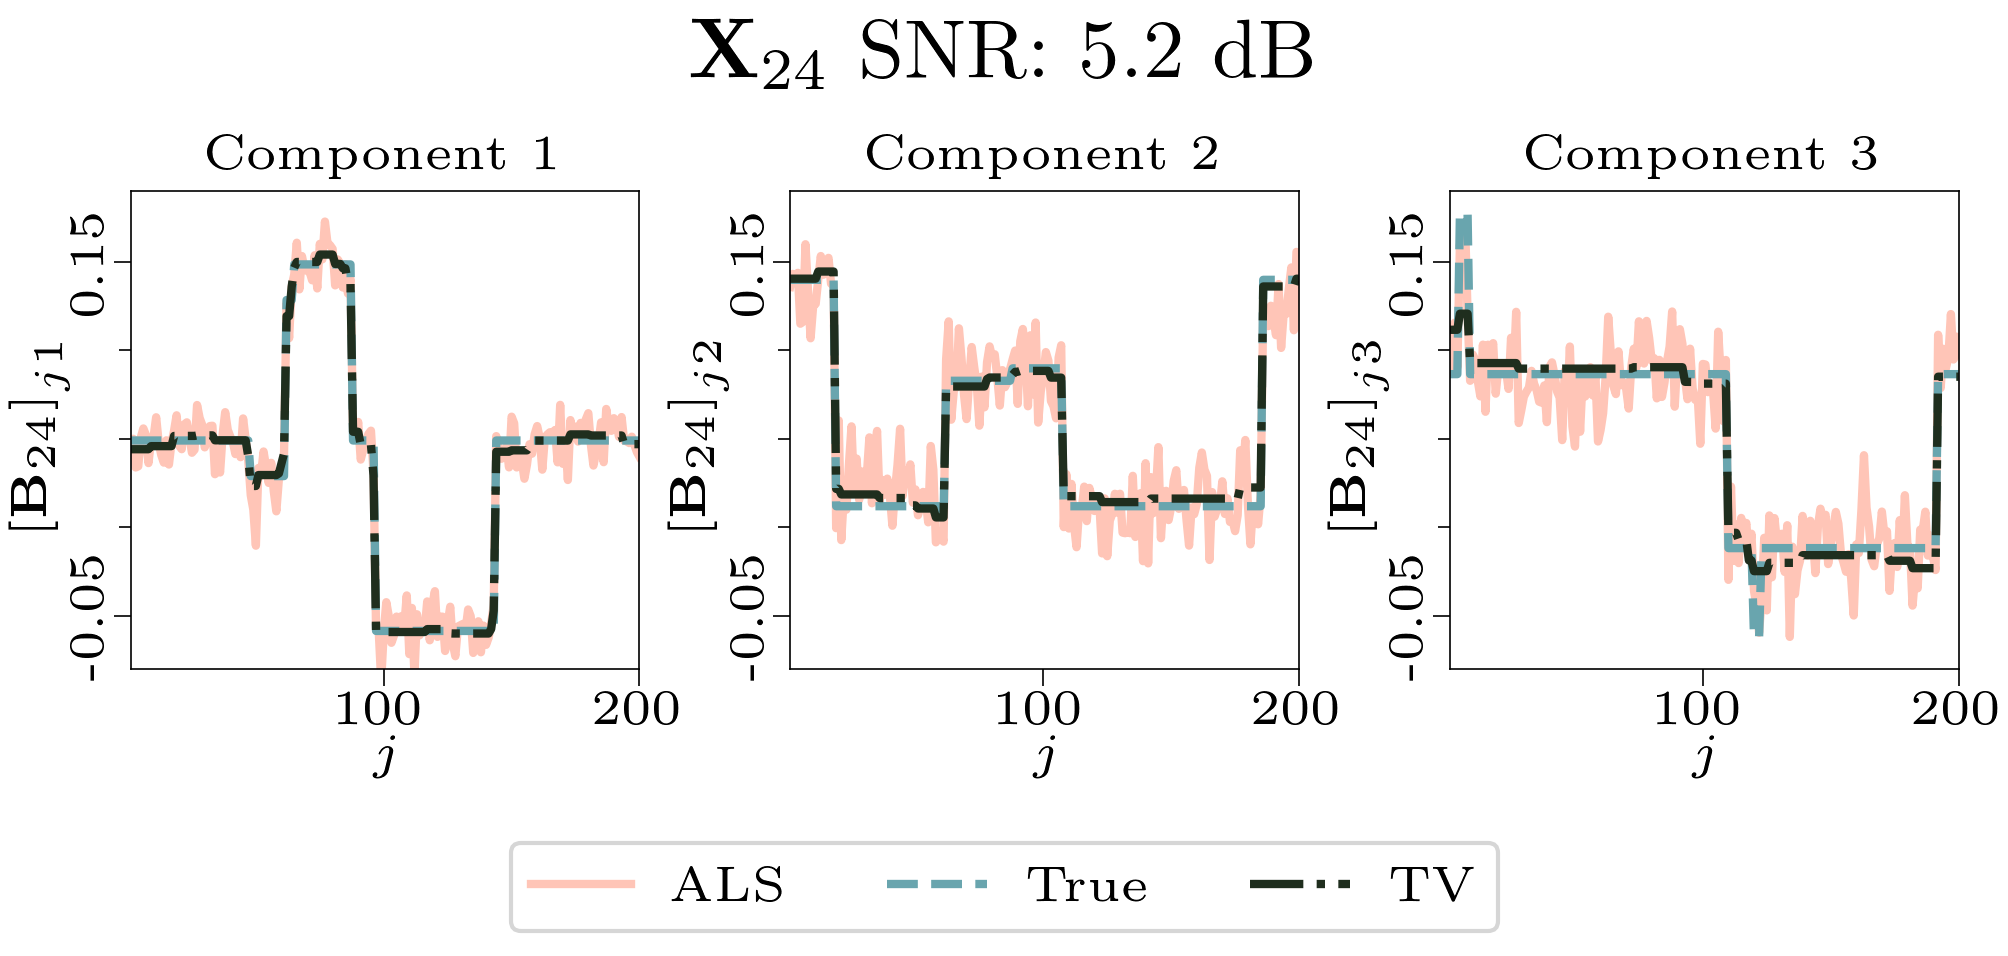 X24 SNR: 5.2 dB
Component 1
Component 2
Component 3
[B24]j1
0.15
-0.05
100
200
j
[B24]j2
0.15
-0.05
100
200
j
[B24]j3
0.15
-0.05
100
200
j
ALS
True
TV